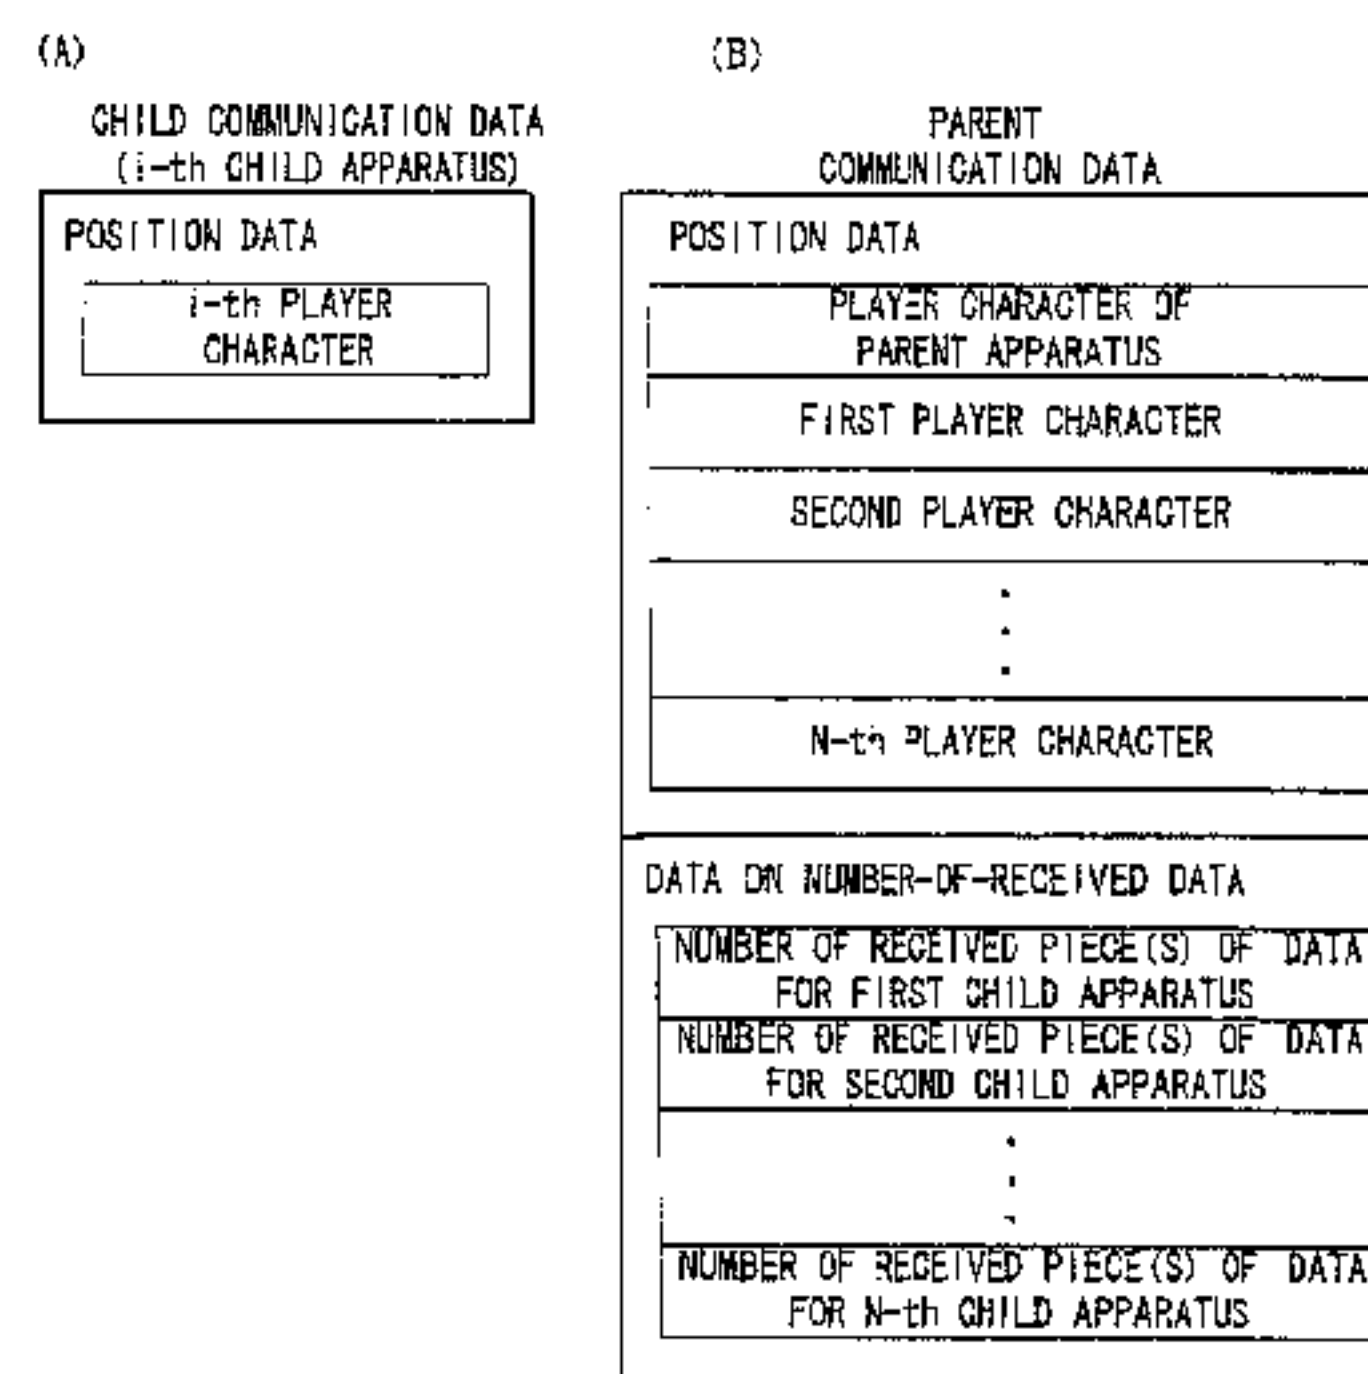 (A)
CHILD COMMUNICATION DATA
(i-th CHILD APPARATUS)
POSITION DATA
i-th PLAYER
CHARACTER
(B)
PARENT
COMMUNICATION DATA
POSITION DATA
PLAYER CHARACTER OF
PARENT APPARATUS
FIRST PLAYER CHARACTER
SECOND PLAYER CHARACTER
N-th PLAYER CHARACTER
DATA ON NUMBER-OF-RECEIVED DATA
NUMBER OF RECEIVED PIECE(S) OF DATA
FOR FIRST CHILD APPARATUS
NUMBER OF RECEIVED PIECE(S) OF DATA
FOR SECOND CHILD APPARATUS
NUMBER OF RECEIVED PIECE(S) OF DATA
FOR N-th CHILD APPARATUS